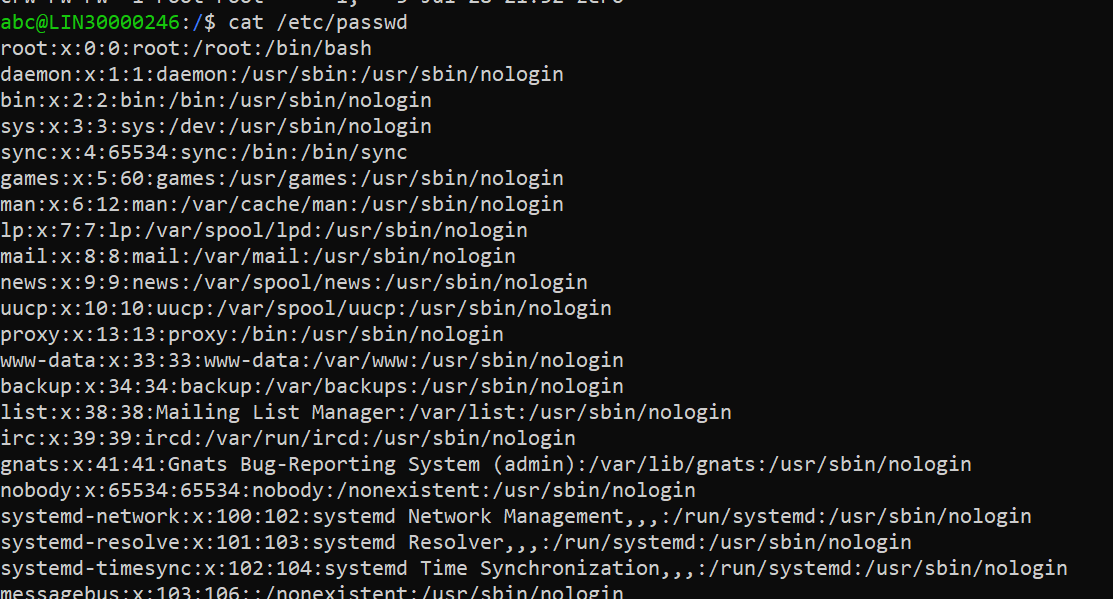 abc@LIN30000246:/$ cat /etc/passwd
root:x:0:0:root:/root:/bin/bash
daemon:x:1:1:daemon:/usr/sbin:/usr/sbin/nologin
bin:x:2:2:bin:/bin:/usr/sbin/nologin
sys:x:3:3:sys:/dev:/usr/sbin/nologin
sync:x:4:65534:sync:/bin:/bin/sync
games:x:5:60:games:/usr/games:/usr/sbin/nologin
man:x:6:12:man:/var/cache/man:/usr/sbin/nologin
lp:x:7:7:lp:/var/spool/lpd:/usr/sbin/nologin
mail:x:8:8:mail:/var/mail:/usr/sbin/nologin
news:x:9:9:news:/var/spool/news:/usr/sbin/nologin
uucp:x:10:10:uucp:/var/spool/uucp:/usr/sbin/nologin
proxy:x:13:13:proxy:/bin:/usr/sbin/nologin
www-data:x:33:33:www-data:/var/www:/usr/sbin/nologin
backup:x:34:34:backup:/var/backups:/usr/sbin/nologin
list:x:38:38:Mailing List Manager:/var/list:/usr/sbin/nologin
irc:x:39:39:ircd:/var/run/ircd:/usr/sbin/nologin
gnats:x:41:41:Gnats Bug-Reporting System (admin):/var/lib/gnats:/usr/sbin/nologin
nobody:x:65534:65534:nobody:/nonexistent:/usr/sbin/nologin
systemd-network:x:100:102:systemd Network Management,,,:/run/systemd:/usr/sbin/nologin
systemd-resolve:x:101:103:systemd Resolver,,,:/run/systemd:/usr/sbin/nologin
systemd-timesync:x:102:104:systemd Time Synchronization,,,:/run/systemd:/usr/sbin/nologin
messagebus:x:103:106::/nonexistent:/usr/sbin/nologin